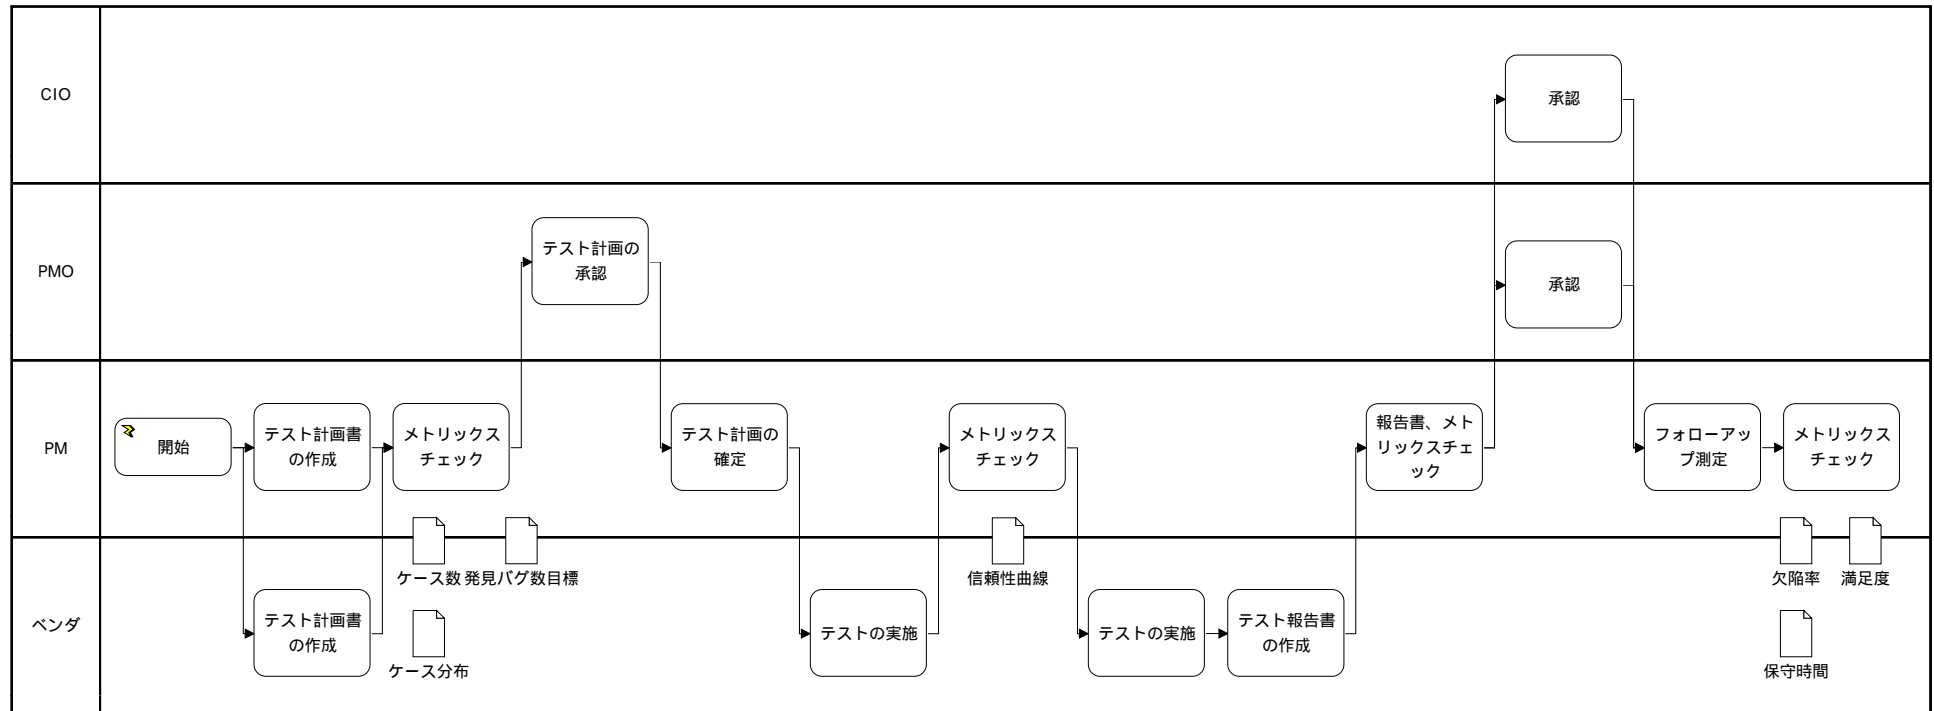 CIO
承認
PMO
テスト計画の
承認
承認
PM
開始
テスト計画書
の作成
メトリックス
チェック
テスト計画の
確定
メトリックス
チェック
報告書、メト
リックスチェ
ック
フォローアッ
プ測定
メトリックス
チェック
ケース数
発見バグ数目標
信頼性曲線
欠陥率
満足度
ベンダ
テスト計画書
の作成
ケース分布
テストの実施
テストの実施
テスト報告書
の作成
保守時間